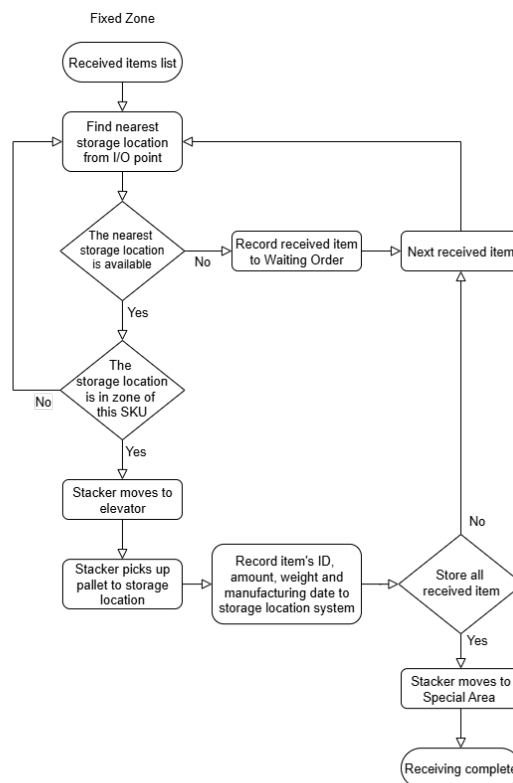 Fixed Zone
Received items list
Find nearest
storage location
from I/O point
The nearest
storage location
is available
No
Record received item
to Waiting Order
Next received item
Yes
The
storage location
is in zone of
this SKU
No
Yes
Stacker moves to
elevator
Stacker picks up
pallet to storage
location
Record item's ID,
amount, weight and
manufacturing date to
storage location system
No
Store all
received item
Yes
Stacker moves to
Special Area
Receiving complete